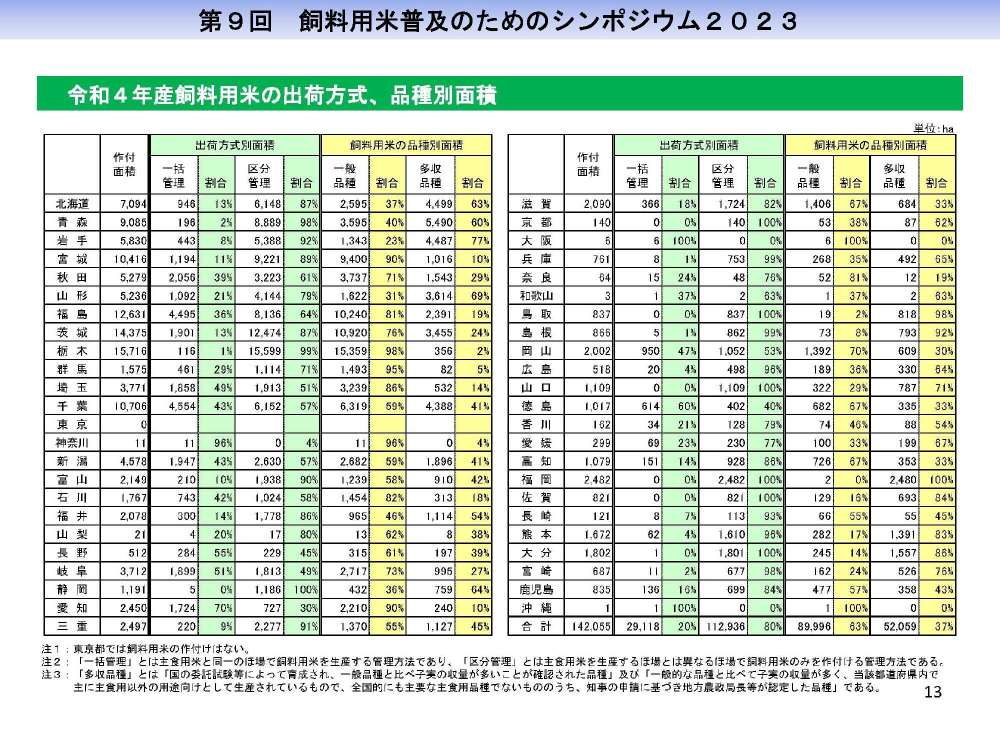 第９回　飼料用米普及のためのシンポジウム２０２３
令和４年産飼料用米の出荷方式、品種別面積
単位：ha
作付面積 出荷方式別面積 飼料用米の品種別面積
一括管理 割合 区分管理 割合 一般品種 割合 多収品種 割合
北海道 7,094 946 13% 6,148 87% 2,595 37% 4,499 63%
青森 9,085 196 2% 8,889 98% 3,595 40% 5,490 60%
岩手 5,830 443 8% 5,388 92% 1,343 23% 4,487 77%
宮城 10,416 1,194 11% 9,221 89% 9,400 90% 1,016 10%
秋田 5,279 2,056 39% 3,223 61% 3,737 71% 1,543 29%
山形 5,236 1,092 21% 4,144 79% 1,622 31% 3,614 69%
福島 12,631 4,495 36% 8,136 64% 10,240 81% 2,391 19%
茨城 14,375 1,901 13% 12,474 87% 10,920 76% 3,455 24%
栃木 15,716 116 1% 15,599 99% 15,359 98% 356 2%
群馬 1,575 461 29% 1,114 71% 1,493 95% 82 5%
埼玉 3,771 1,858 49% 1,913 51% 3,239 86% 532 14%
千葉 10,706 4,554 43% 6,152 57% 6,319 59% 4,388 41%
東京 0
神奈川 11 11 96% 0 4% 11 96% 0 4%
新潟 4,578 1,947 43% 2,630 57% 2,682 59% 1,896 41%
富山 2,149 210 10% 1,938 90% 1,239 58% 910 42%
石川 1,767 743 42% 1,024 58% 1,454 82% 313 18%
福井 2,078 300 14% 1,778 86% 965 46% 1,114 54%
山梨 21 4 20% 17 80% 13 62% 8 38%
長野 512 284 55% 229 45% 315 61% 197 39%
岐阜 3,712 1,899 51% 1,813 49% 2,717 73% 995 27%
静岡 1,191 5 0% 1,186 100% 432 36% 759 64%
愛知 2,450 1,724 70% 727 30% 2,210 90% 240 10%
三重 2,497 220 9% 2,277 91% 1,370 55% 1,127 45%
作付面積 出荷方式別面積 飼料用米の品種別面積
一括管理 割合 区分管理 割合 一般品種 割合 多収品種 割合
滋賀 2,090 366 18% 1,724 82% 1,406 67% 684 33%
京都 140 0 0% 140 100% 53 38% 87 62%
大阪 6 6 100% 0 0% 6 100% 0 0%
兵庫 761 8 1% 753 99% 268 35% 492 65%
奈良 64 15 24% 48 76% 52 81% 12 19%
和歌山 3 1 37% 2 63% 1 37% 2 63%
鳥取 837 0 0% 837 100% 19 2% 818 98%
島根 866 5 1% 862 99% 73 8% 793 92%
岡山 2,002 950 47% 1,052 53% 1,392 70% 609 30%
広島 518 20 4% 498 96% 189 36% 330 64%
山口 1,109 0 0% 1,109 100% 322 29% 787 71%
徳島 1,017 614 60% 402 40% 682 67% 335 33%
香川 162 34 21% 128 79% 74 46% 88 54%
愛媛 299 69 23% 230 77% 100 33% 199 67%
高知 1,079 151 14% 928 86% 726 67% 353 33%
福岡 2,482 0 0% 2,482 100% 2 0% 2,480 100%
佐賀 821 0 0% 821 100% 129 16% 693 84%
長崎 121 8 7% 113 93% 66 55% 55 45%
熊本 1,672 62 4% 1,610 96% 282 17% 1,391 83%
大分 1,802 1 0% 1,801 100% 245 14% 1,557 86%
宮崎 687 11 2% 677 98% 162 24% 526 76%
鹿児島 835 136 16% 699 84% 477 57% 358 43%
沖縄 1 1 100% 0 0% 1 100% 0 0%
合計 142,055 29,118 20% 112,936 80% 89,996 63% 52,059 37%
注１：東京都では飼料用米の作付けはない。
注２：「一括管理」とは主食用米と同一のほ場で飼料用米を生産する管理方法であり、「区分管理」とは主食用米を生産するほ場とは異なるほ場で飼料用米のみを作付ける管理方法である。
注３：「多収品種」とは「国の委託試験等によって育成され、一般品種と比べ子実の収量が多いことが確認された品種」及び「一般的な品種と比べて子実の収量が多く、当該都道府県内で
主に主食用以外の用途向けとして生産されているもので、全国的にも主要な主食用品種でないもののうち、知事の申請に基づき地方農政局長等が認定した品種」である。
13